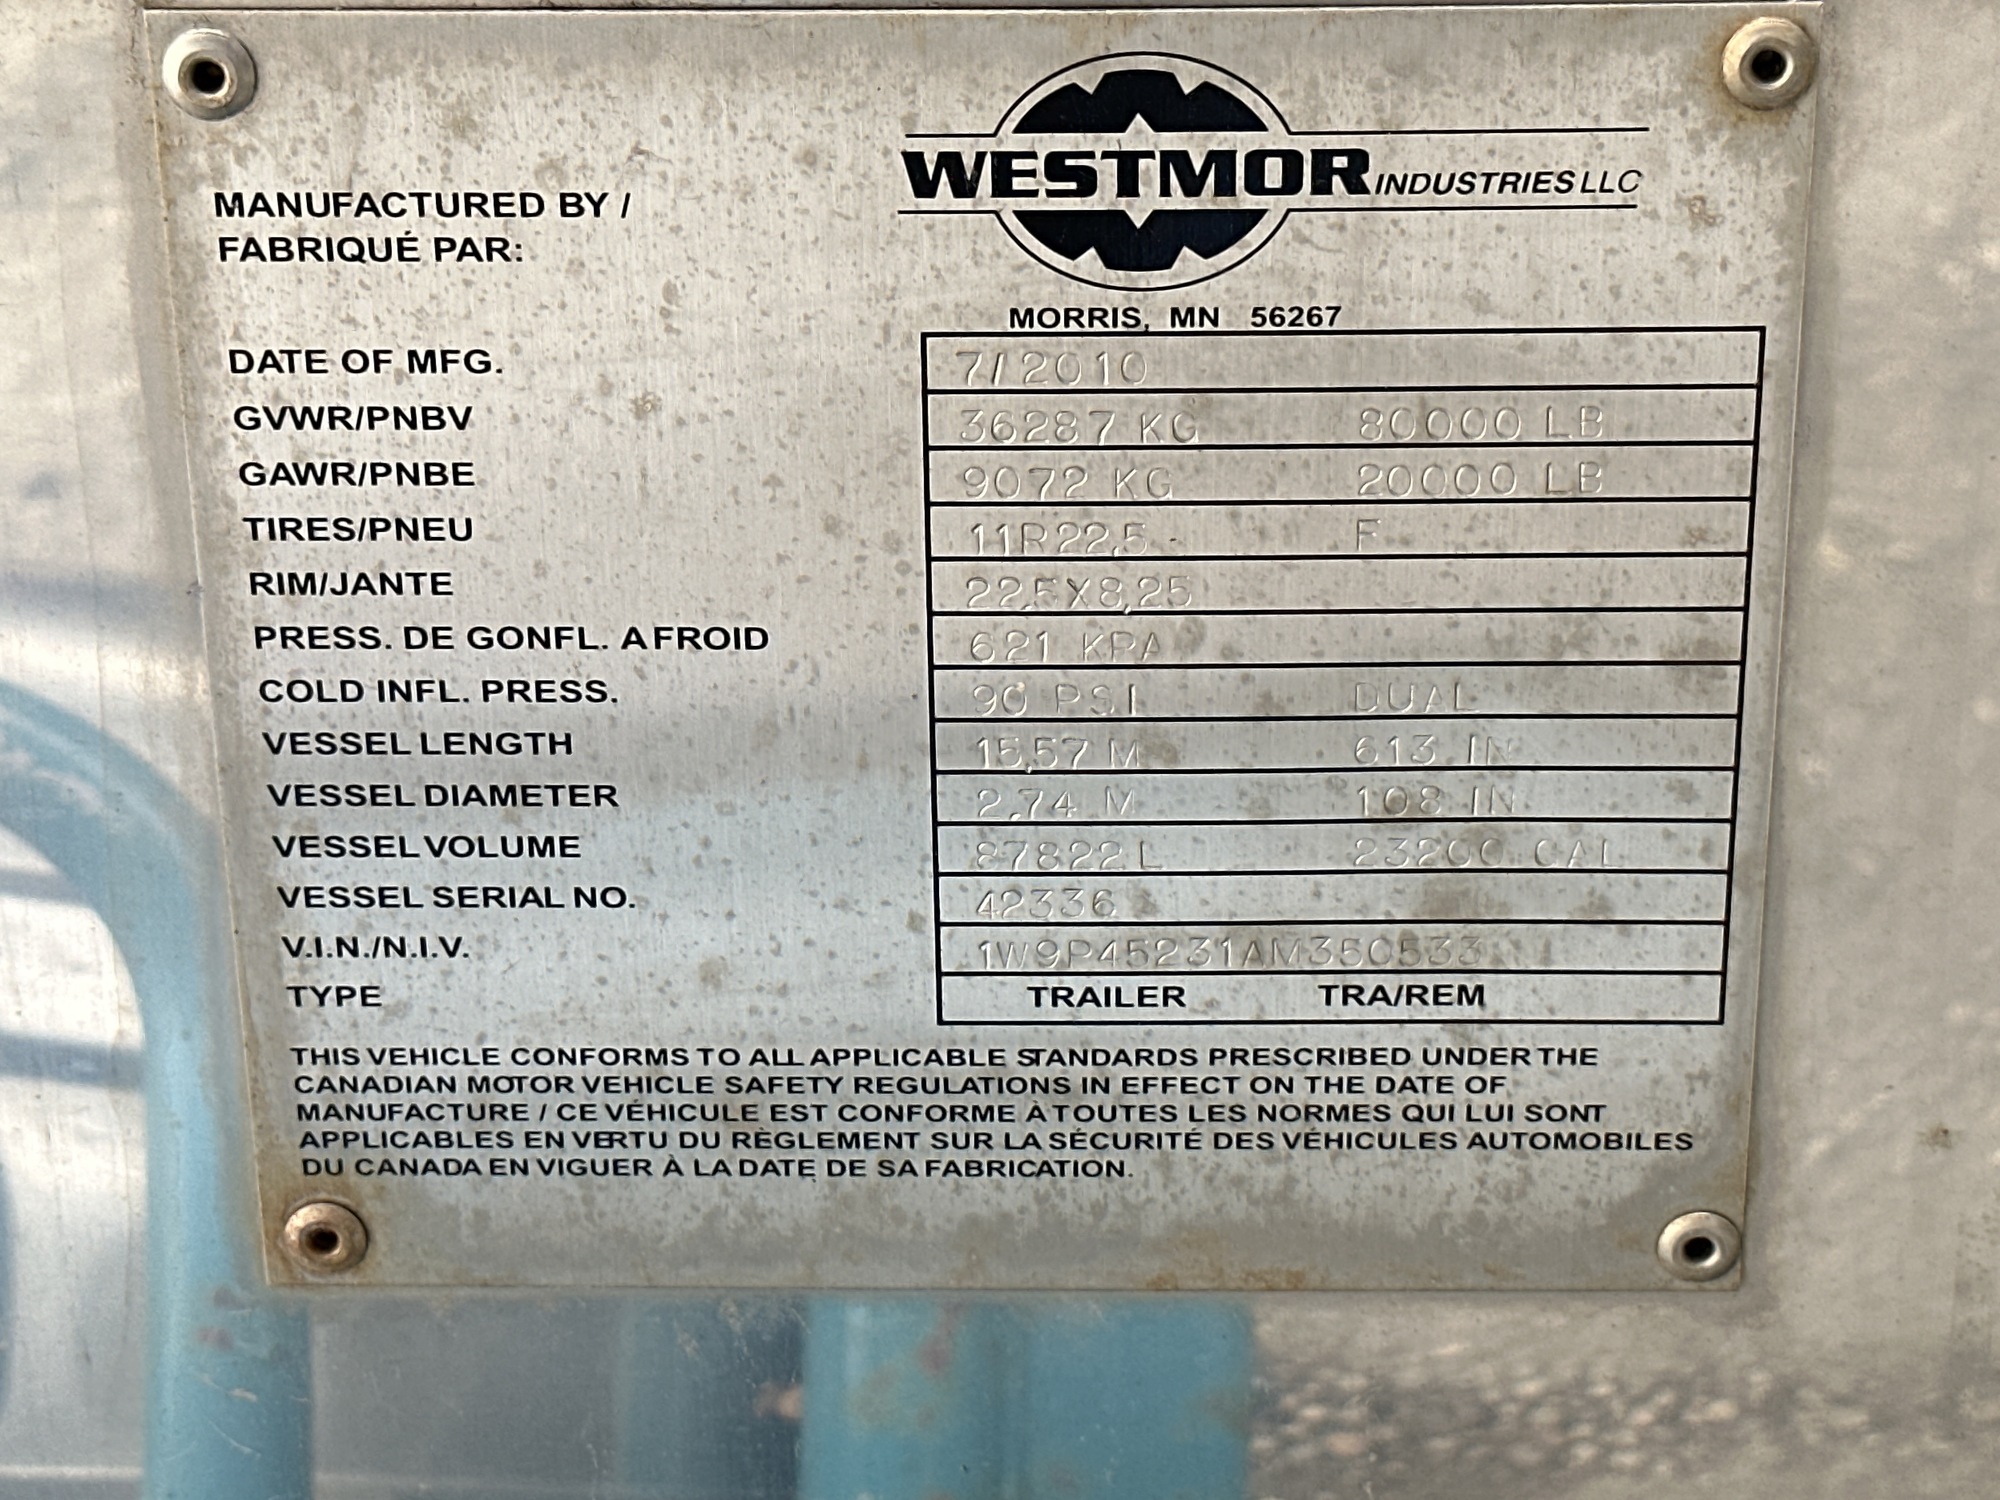 WESTMOR INDUSTRIES LLC
MANUFACTURED BY /
FABRIQUÉ PAR:
MORRIS, MN 56267
DATE OF MFG. 7/2010
GVWR/PNBV 36287 KG 80000 LB
GAWR/PNBE 9072 KG 20000 LB
TIRES/PNEU 11R22.5 F
RIM/JANTE 22.5X8.25
PRESS. DE GONFL. A FROID 621 KPA
COLD INFL. PRESS. 90 PSI DUAL
VESSEL LENGTH 15.57 M 613 IN
VESSEL DIAMETER 2.74 M 108 IN
VESSEL VOLUME 87822 L 23200 GAL
VESSEL SERIAL NO. 42336
V.I.N./N.I.V. 1W9P45231AM350533
TYPE TRAILER TRA/REM
THIS VEHICLE CONFORMS TO ALL APPLICABLE STANDARDS PRESCRIBED UNDER THE
CANADIAN MOTOR VEHICLE SAFETY REGULATIONS IN EFFECT ON THE DATE OF
MANUFACTURE / CE VÉHICULE EST CONFORME À TOUTES LES NORMES QUI LUI SONT
APPLICABLES EN VERTU DU RÈGLEMENT SUR LA SÉCURITÉ DES VÉHICULES AUTOMOBILES
DU CANADA EN VIGUER À LA DATE DE SA FABRICATION.